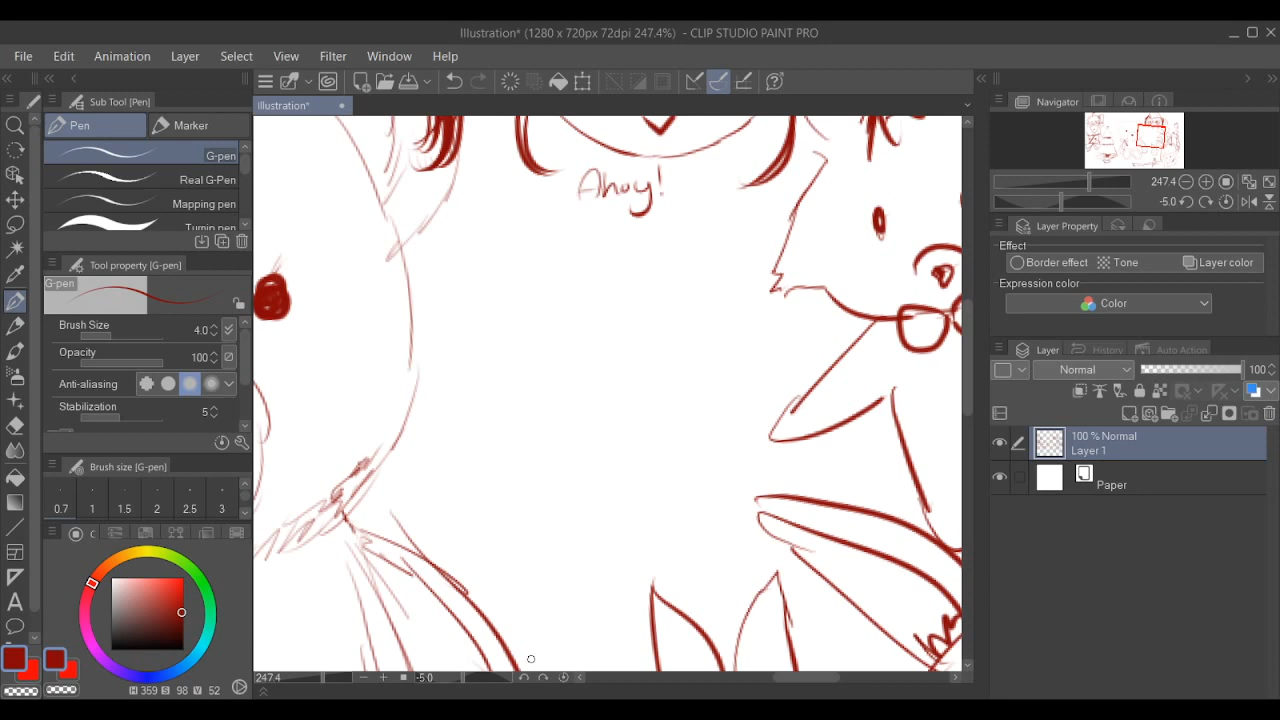 Illustration* (1280 x 720px 72dpi 247.4%) - CLIP STUDIO PAINT PRO
File Edit Animation Layer Select View Filter Window Help
Sub Tool [Pen]
Pen
Marker
G-pen
Real G-Pen
Mapping pen
Turnip pen
Tool property [G-pen]
G-pen
Brush Size 4.0
Opacity 100
Anti-aliasing
Stabilization 5
Brush size [G-pen]
0.7 1 1.5 2 2.5 3
C
H 359 S 98 V 52
Illustration*
Ahoy!
247.4
-5.0
Navigator
247.4
-5.0
Layer Property
Effect
Border effect Tone Layer color
Expression color
Color
Layer History Auto Action
Normal 100
100 % Normal
Layer 1
Paper